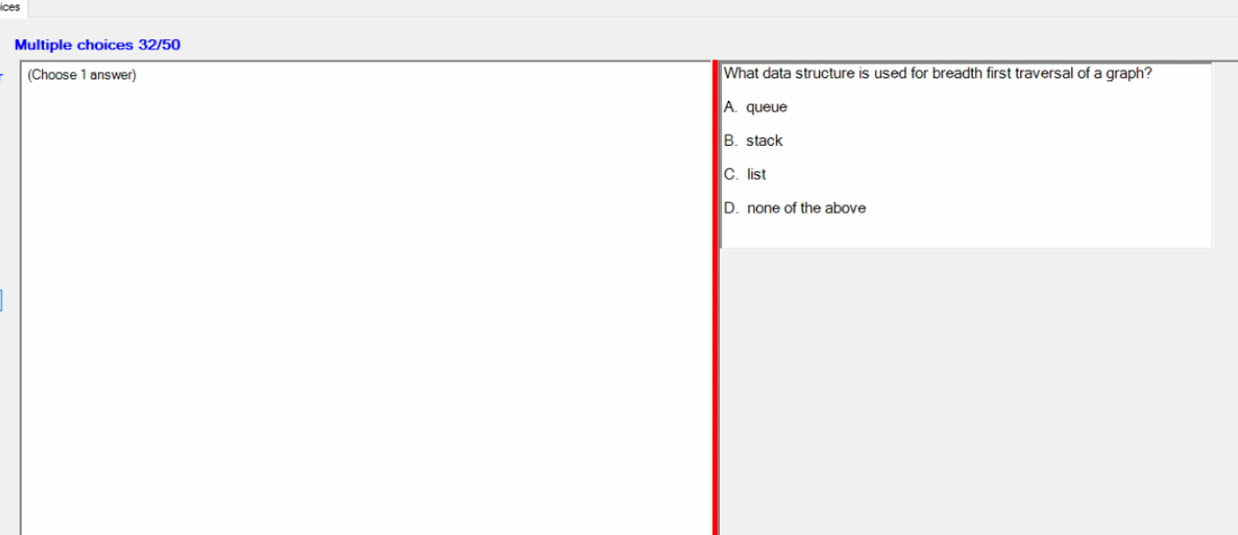 ices
Multiple choices 32/50
(Choose 1 answer)
What data structure is used for breadth first traversal of a graph?
A. queue
B. stack
C. list
D. none of the above